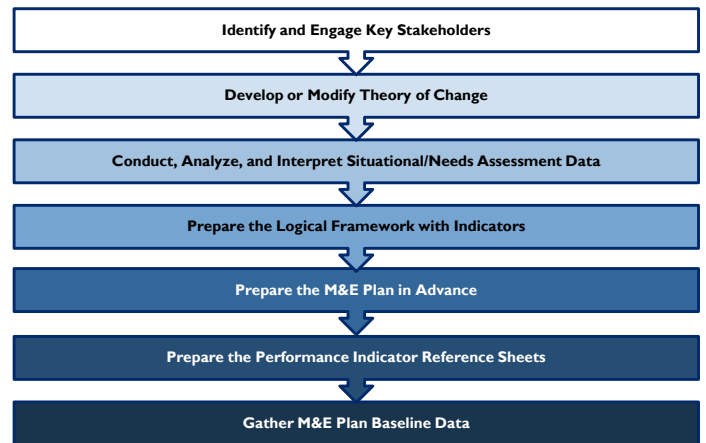 Identify and Engage Key Stakeholders
Develop or Modify Theory of Change
Conduct, Analyze, and Interpret Situational/Needs Assessment Data
Prepare the Logical Framework with Indicators
Prepare the M&E Plan in Advance
Prepare the Performance Indicator Reference Sheets
Gather M&E Plan Baseline Data